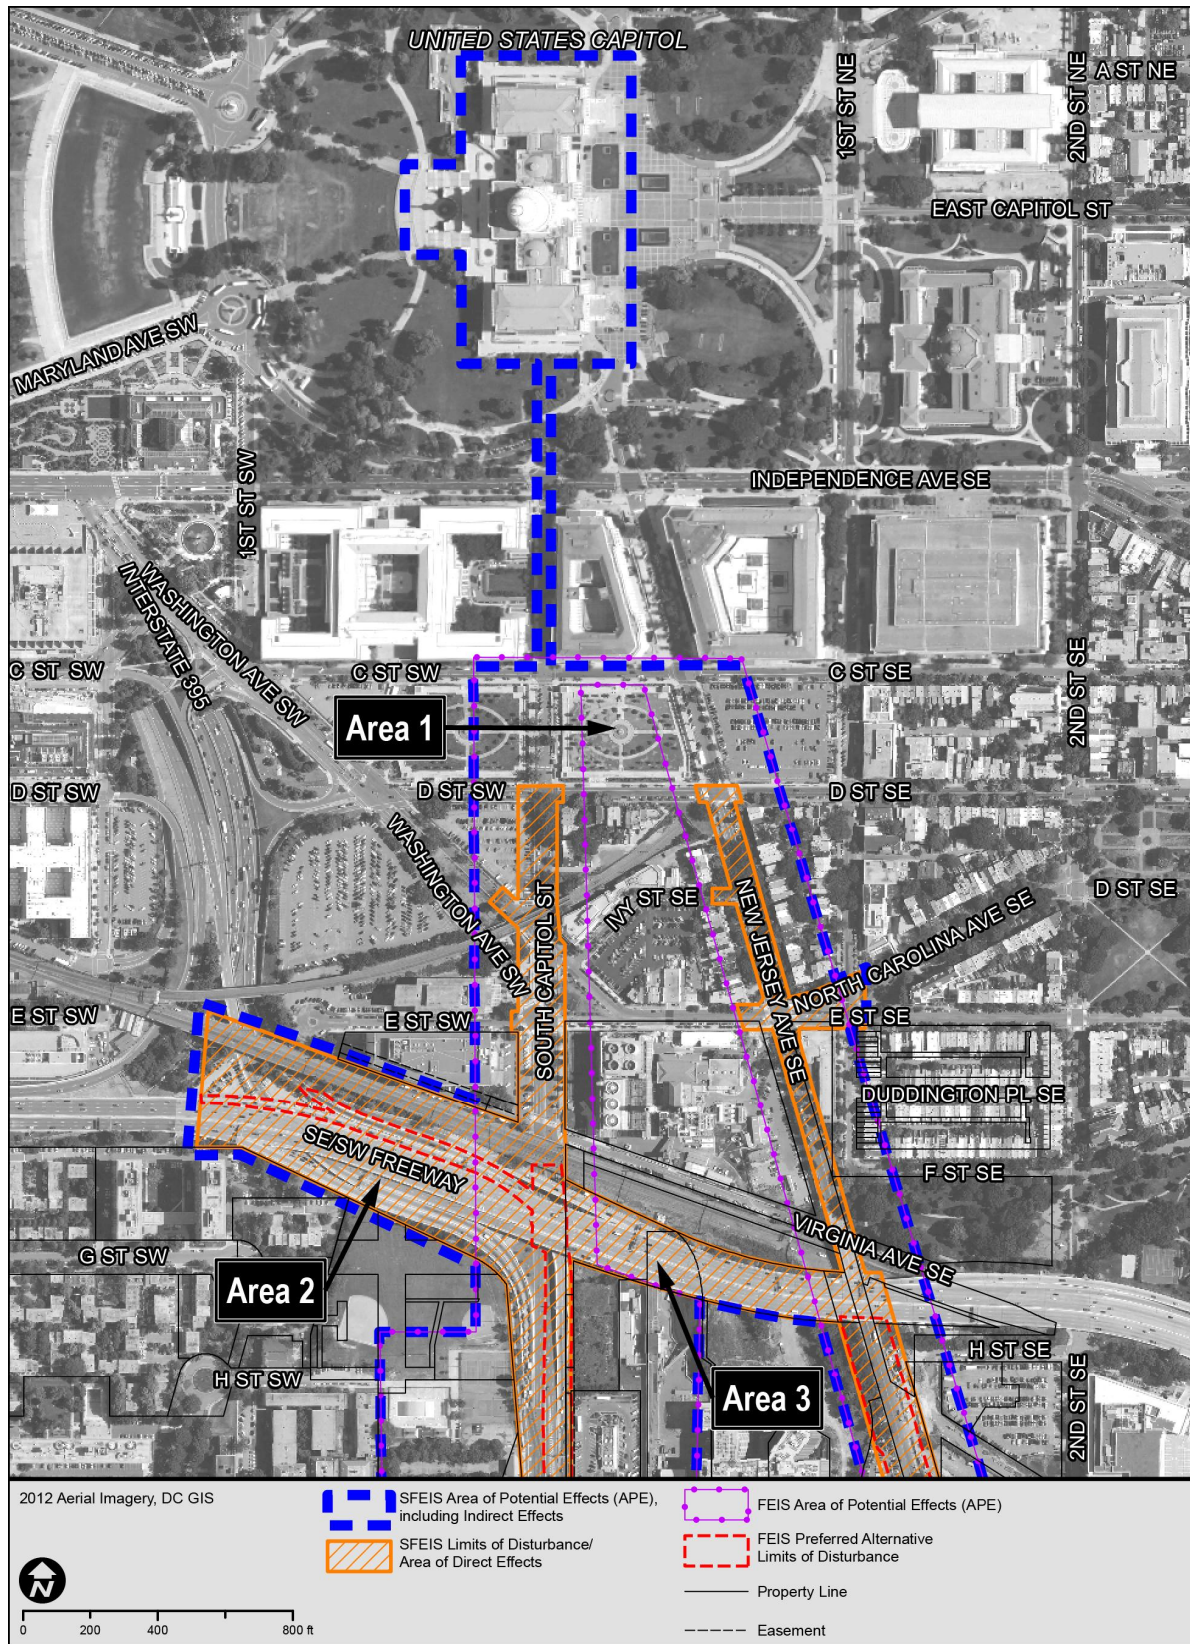 UNITED STATES CAPITOL
1ST ST NE
2ND ST NE
A ST NE
EAST CAPITOL ST
MARYLAND AVE SW
1ST ST SW
INDEPENDENCE AVE SE
WASHINGTON AVE SW
INTERSTATE 395
C ST SW
C ST SW
C ST SE
2ND ST SE
Area 1
D ST SW
D ST SW
D ST SE
WASHINGTON AVE SW
SOUTH CAPITOL ST
IVY ST SE
NEW JERSEY AVE SE
NORTH CAROLINA AVE SE
D ST SE
E ST SW
E ST SW
E ST SE
DUDDINGTON PL SE
SE/SW FREEWAY
F ST SE
VIRGINIA AVE SE
G ST SW
Area 2
H ST SW
Area 3
H ST SE
2ND ST SE
2012 Aerial Imagery, DC GIS
SFEIS Area of Potential Effects (APE),
including Indirect Effects
SFEIS Limits of Disturbance/
Area of Direct Effects
FEIS Area of Potential Effects (APE)
FEIS Preferred Alternative
Limits of Disturbance
Property Line
Easement
N
0 200 400 800 ft